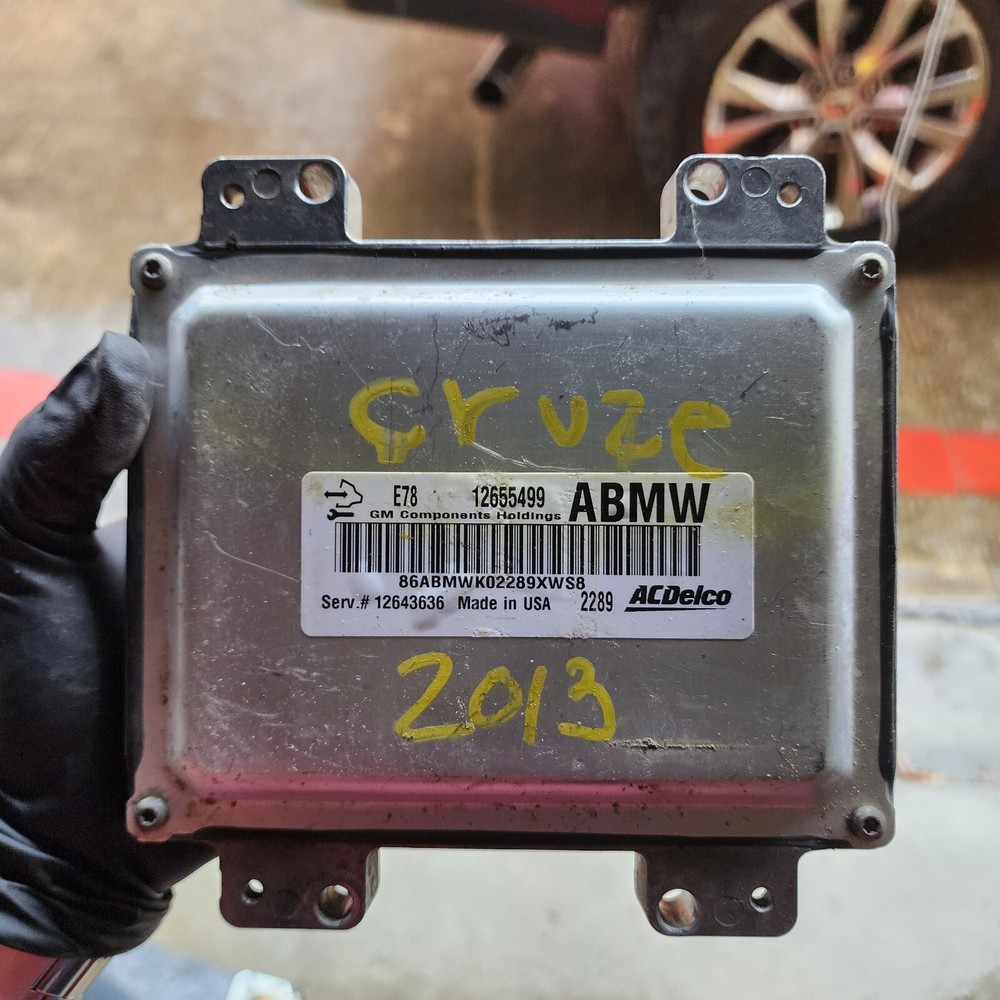 cruze
E78 12655499 ABMW
GM Components Holdings
86ABMWK02289XWS8
Serv.# 12643636 Made in USA 2289 ACDelco
2013